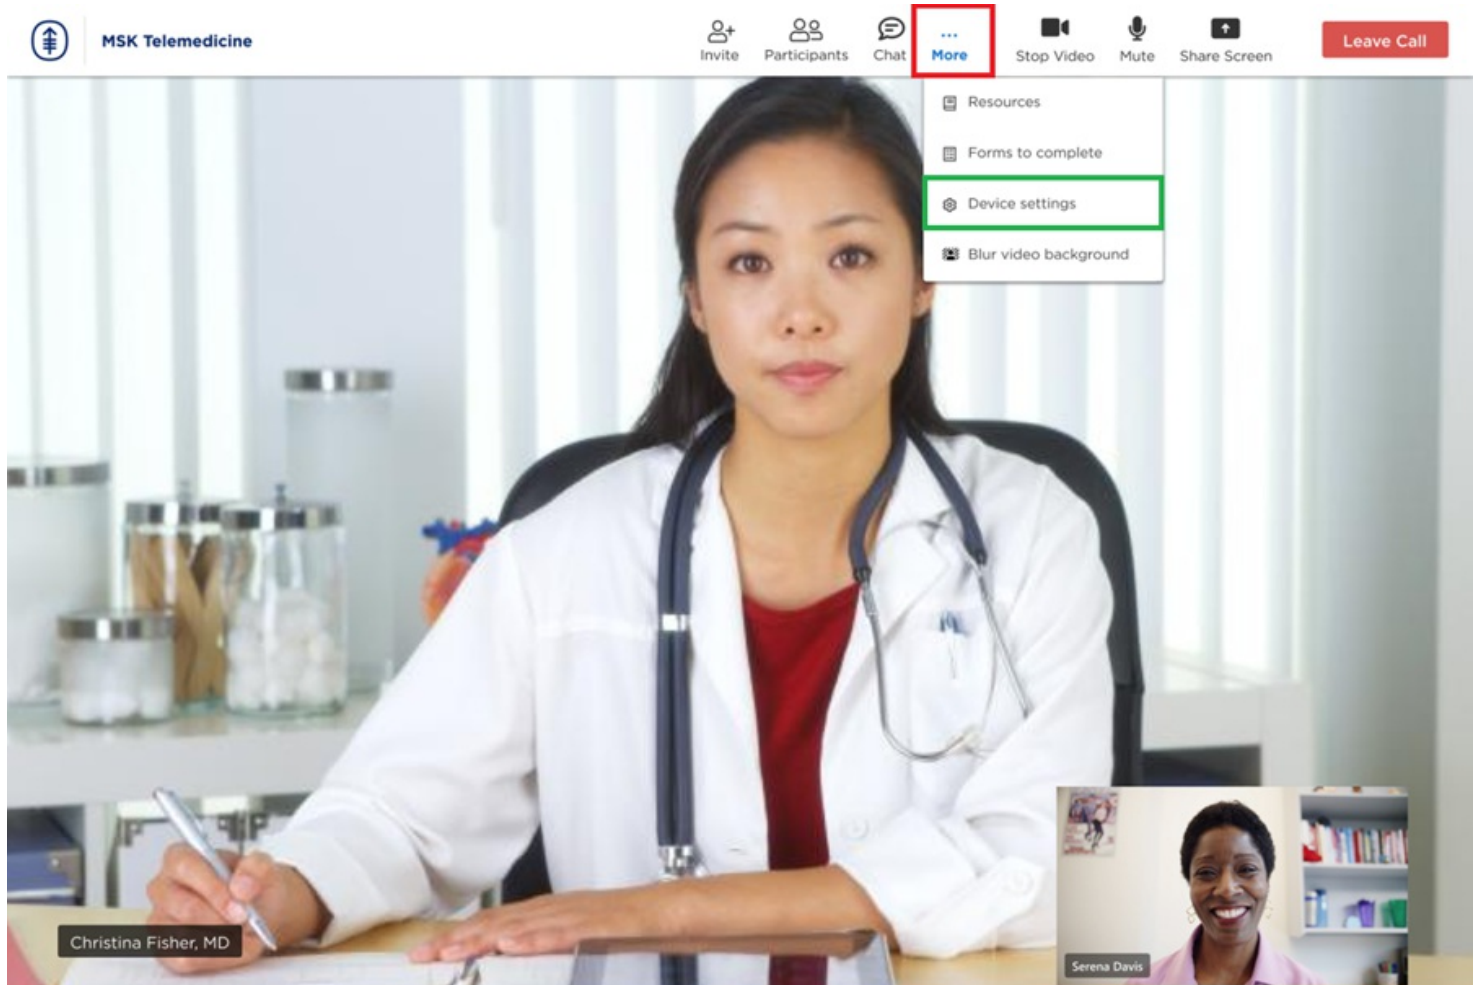 MSK Telemedicine
Invite
Participants
Chat
...
More
Stop Video
Mute
Share Screen
Leave Call
Resources
Forms to complete
Device settings
Blur video background
Christina Fisher, MD
Serena Davis